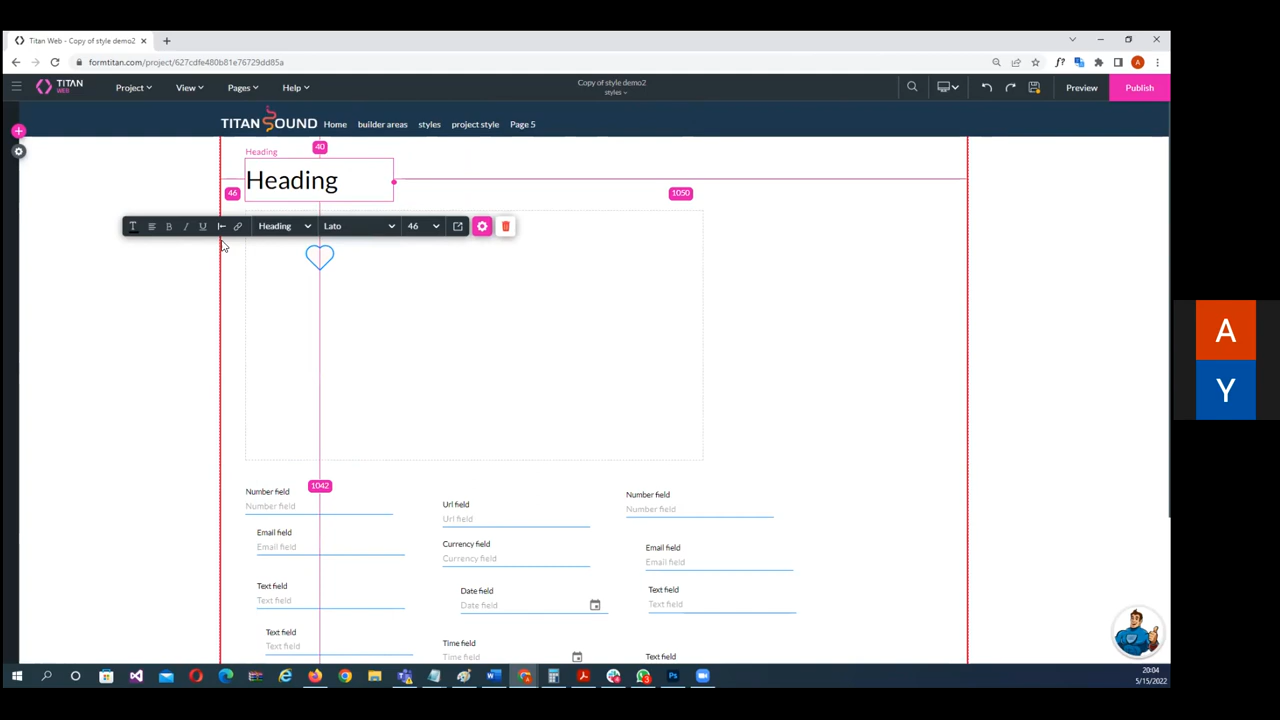 Titan Web - Copy of style demo2
formtitan.com/project/627cdfe480b81e76729dd85a
TITAN WEB Project View Pages Help Copy of style demo2 Preview Publish
styles
TITAN SOUND Home builder areas styles project style Page 5
Heading 40
Heading
46 1050
T B I U Heading Lato 46
1042
Number field
Number field
Url field
Url field
Number field
Number field
Email field
Email field
Currency field
Currency field
Email field
Email field
Text field
Text field
Date field
Date field
Text field
Text field
Text field
Text field
Time field
Time field
Text field
20:04
5/15/2022
A
Y